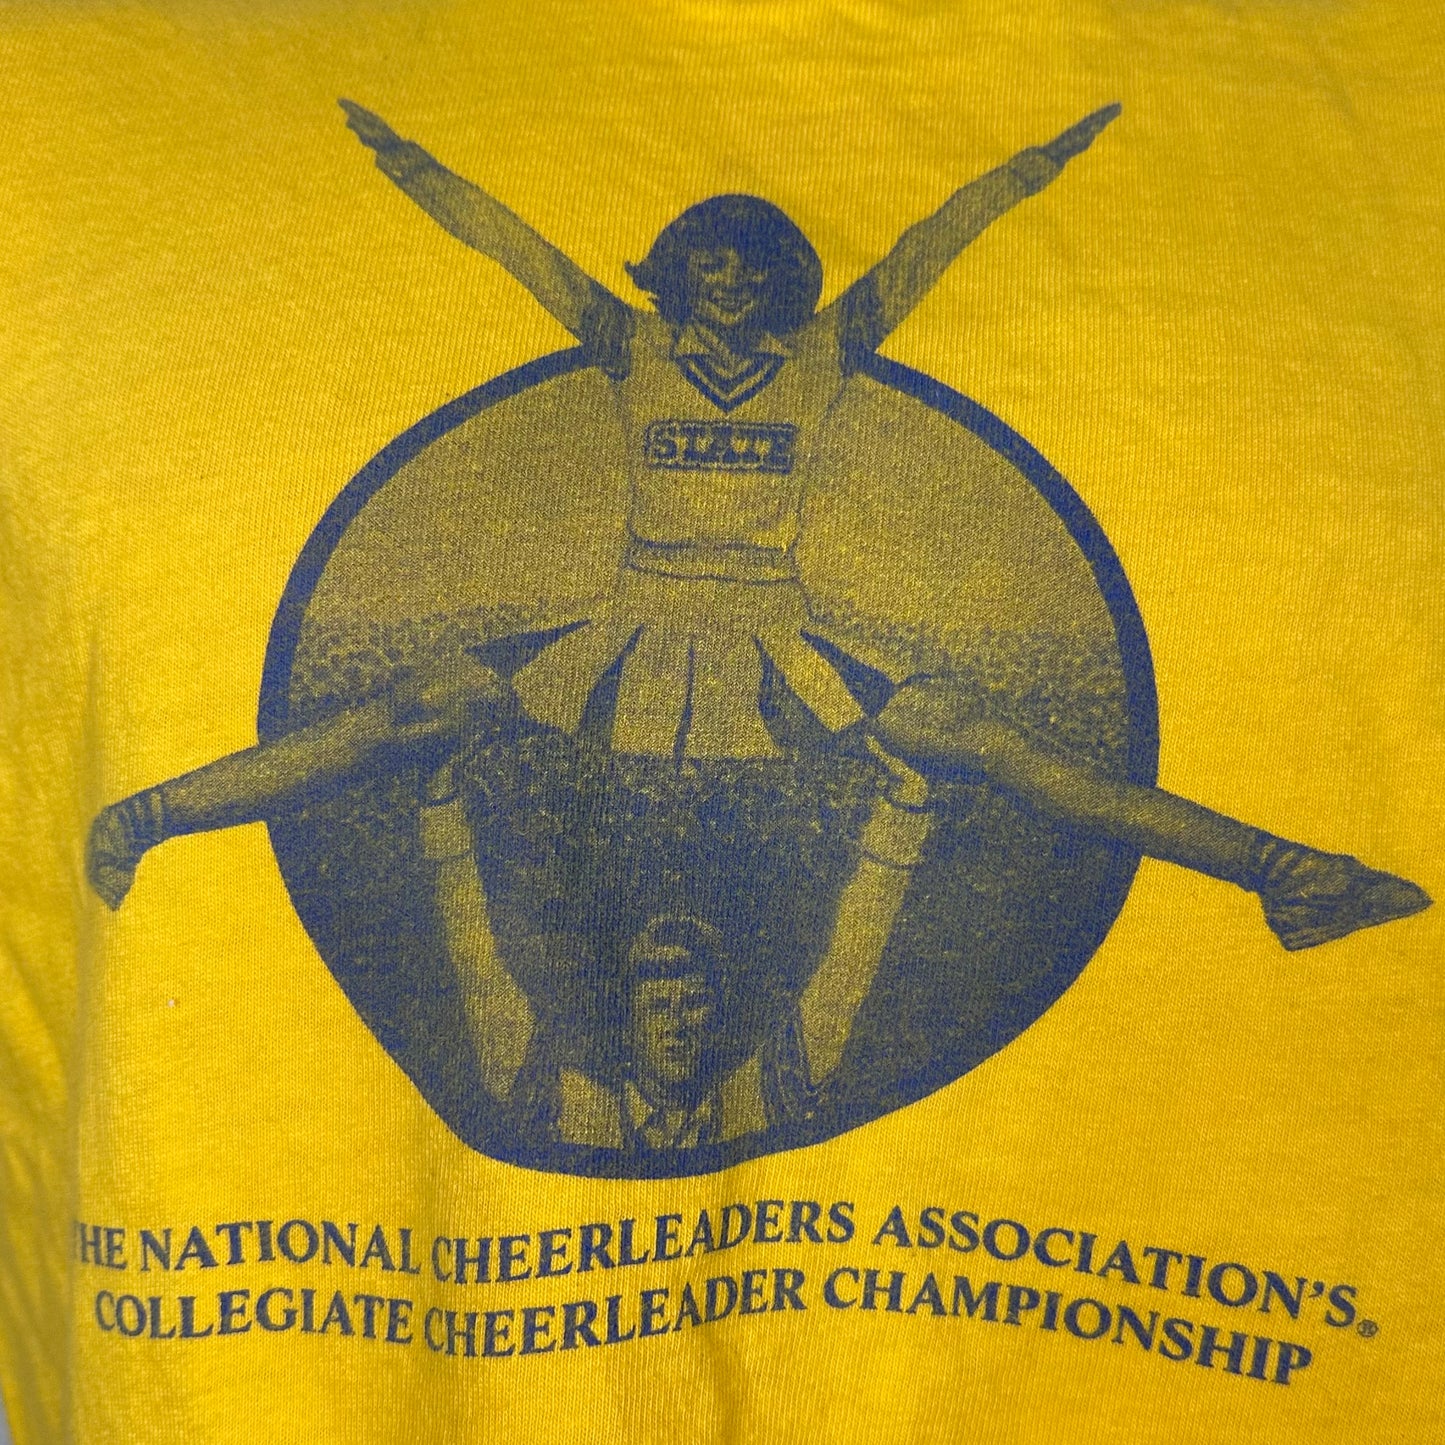 STATE
THE NATIONAL CHEERLEADERS ASSOCIATION'S®
COLLEGIATE CHEERLEADER CHAMPIONSHIP